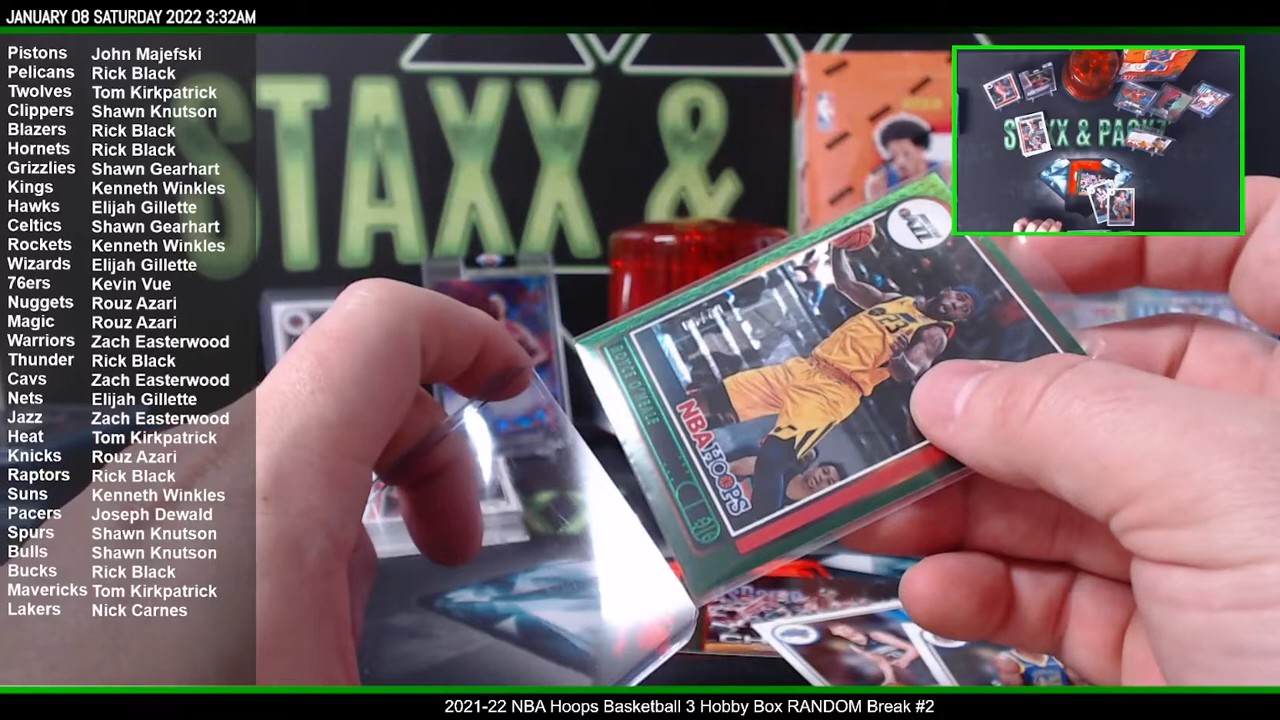 JANUARY 08 SATURDAY 2022 3:32AM
Pistons John Majefski
Pelicans Rick Black
Twolves Tom Kirkpatrick
Clippers Shawn Knutson
Blazers Rick Black
Hornets Rick Black
Grizzlies Shawn Gearhart
Kings Kenneth Winkles
Hawks Elijah Gillette
Celtics Shawn Gearhart
Rockets Kenneth Winkles
Wizards Elijah Gillette
76ers Kevin Vue
Nuggets Rouz Azari
Magic Rouz Azari
Warriors Zach Easterwood
Thunder Rick Black
Cavs Zach Easterwood
Nets Elijah Gillette
Jazz Zach Easterwood
Heat Tom Kirkpatrick
Knicks Rouz Azari
Raptors Rick Black
Suns Kenneth Winkles
Pacers Joseph Dewald
Spurs Shawn Knutson
Bulls Shawn Knutson
Bucks Rick Black
Mavericks Tom Kirkpatrick
Lakers Nick Carnes
STAXX &
JAZZ
23
ROYCE O'NEALE
NBA HOOPS
2021-22 NBA Hoops Basketball 3 Hobby Box RANDOM Break #2